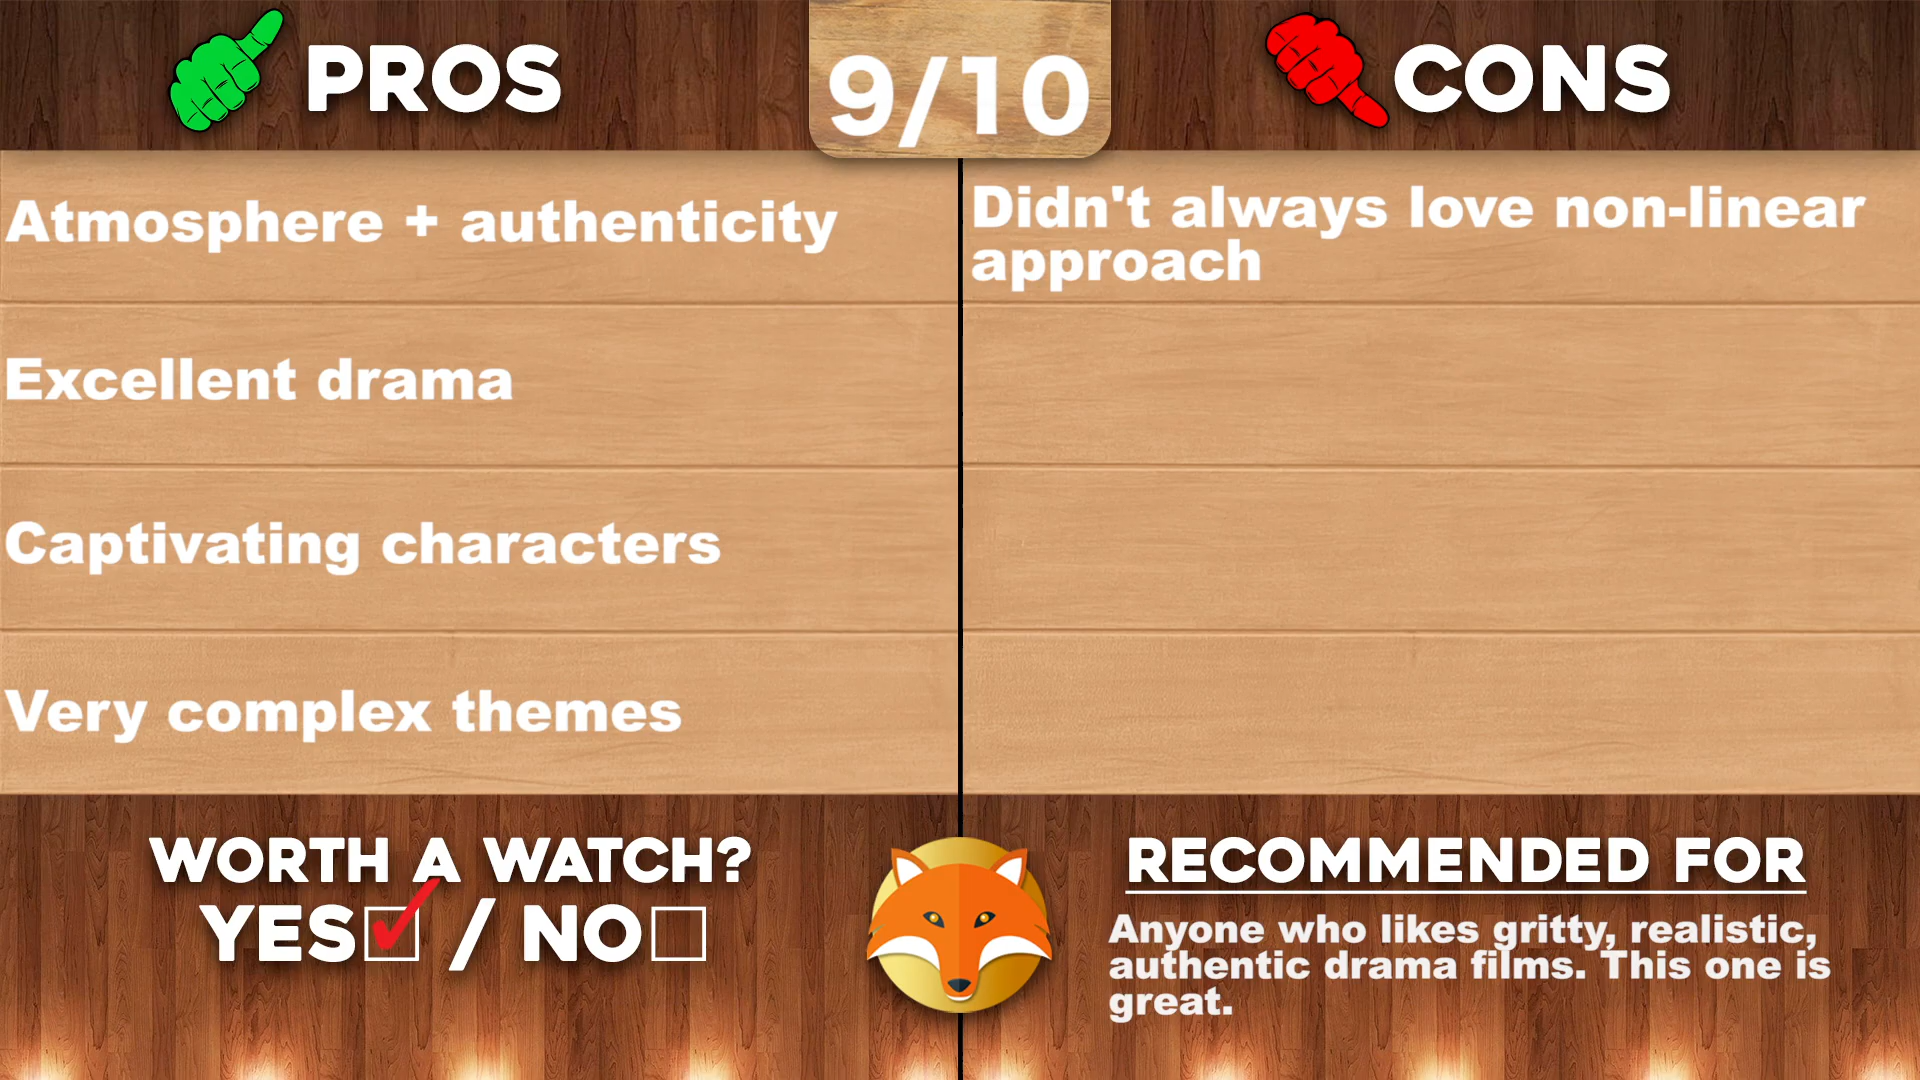 PROS
9/10
CONS
Atmosphere + authenticity
Excellent drama
Captivating characters
Very complex themes
Didn't always love non-linear
approach
WORTH A WATCH?
YES / NO
RECOMMENDED FOR
Anyone who likes gritty, realistic,
authentic drama films. This one is
great.